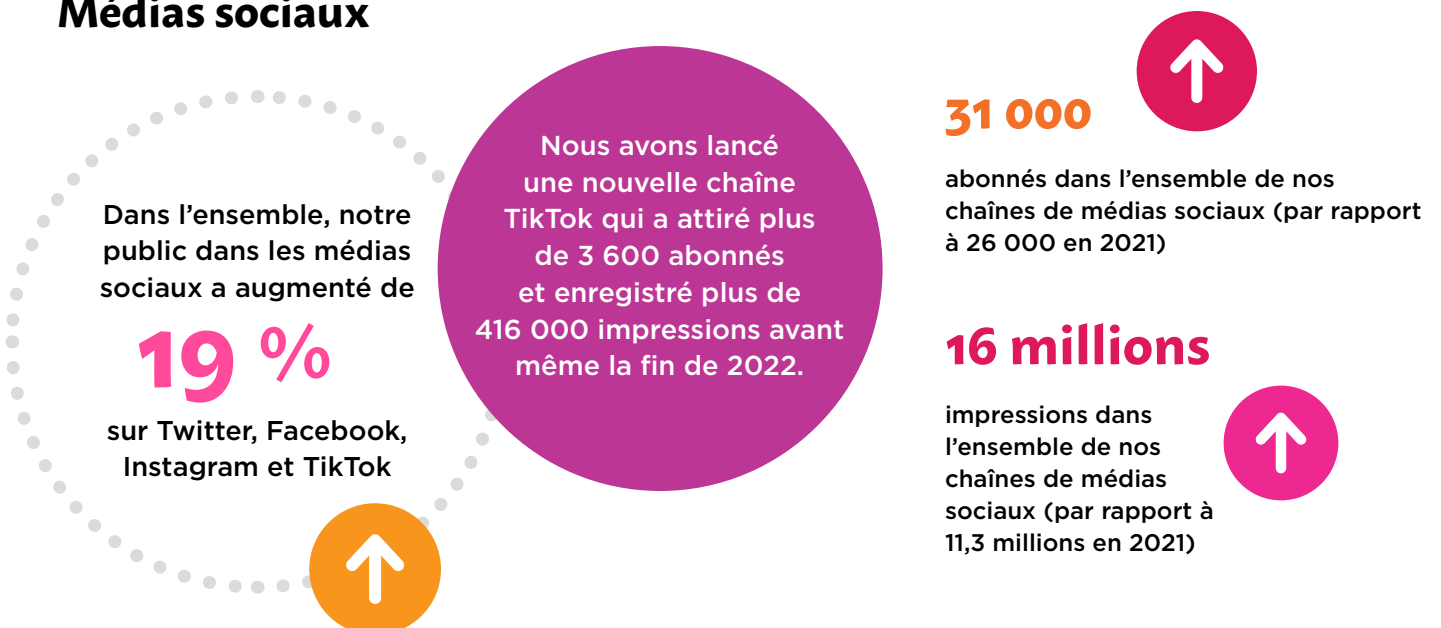 Médias sociaux
Dans l’ensemble, notre
public dans les médias
sociaux a augmenté de
19 %
sur Twitter, Facebook,
Instagram et TikTok
Nous avons lancé
une nouvelle chaîne
TikTok qui a attiré plus
de 3 600 abonnés
et enregistré plus de
416 000 impressions avant
même la fin de 2022.
31 000
abonnés dans l’ensemble de nos
chaînes de médias sociaux (par rapport
à 26 000 en 2021)
16 millions
impressions dans
l’ensemble de nos
chaînes de médias
sociaux (par rapport à
11,3 millions en 2021)